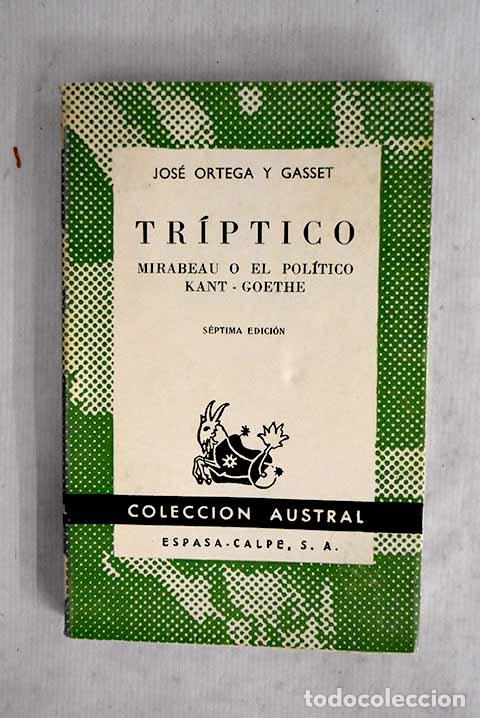 JOSÉ ORTEGA Y GASSET
TRÍPTICO
MIRABEAU O EL POLÍTICO
KANT - GOETHE
SÉPTIMA EDICIÓN
COLECCION AUSTRAL
ESPASA-CALPE, S. A.
todocoleccion